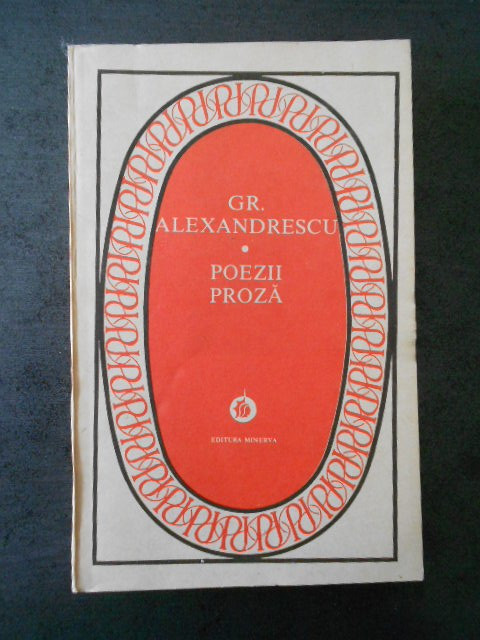 GR.
ALEXANDRESCU
•
POEZII
PROZĂ
EDITURA MINERVA